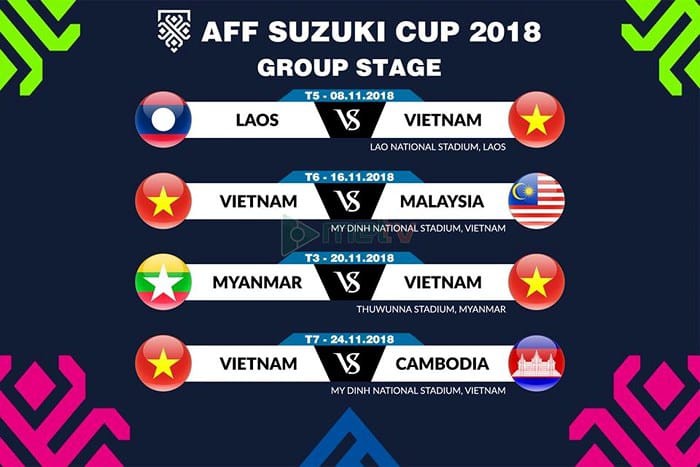 AFF SUZUKI CUP 2018
GROUP STAGE
T5 - 08.11.2018
LAOS VS VIETNAM
LAO NATIONAL STADIUM, LAOS
T6 - 16.11.2018
VIETNAM VS MALAYSIA
MY DINH NATIONAL STADIUM, VIETNAM
metv
T3 - 20.11.2018
MYANMAR VS VIETNAM
THUWUNNA STADIUM, MYANMAR
T7 - 24.11.2018
VIETNAM VS CAMBODIA
MY DINH NATIONAL STADIUM, VIETNAM